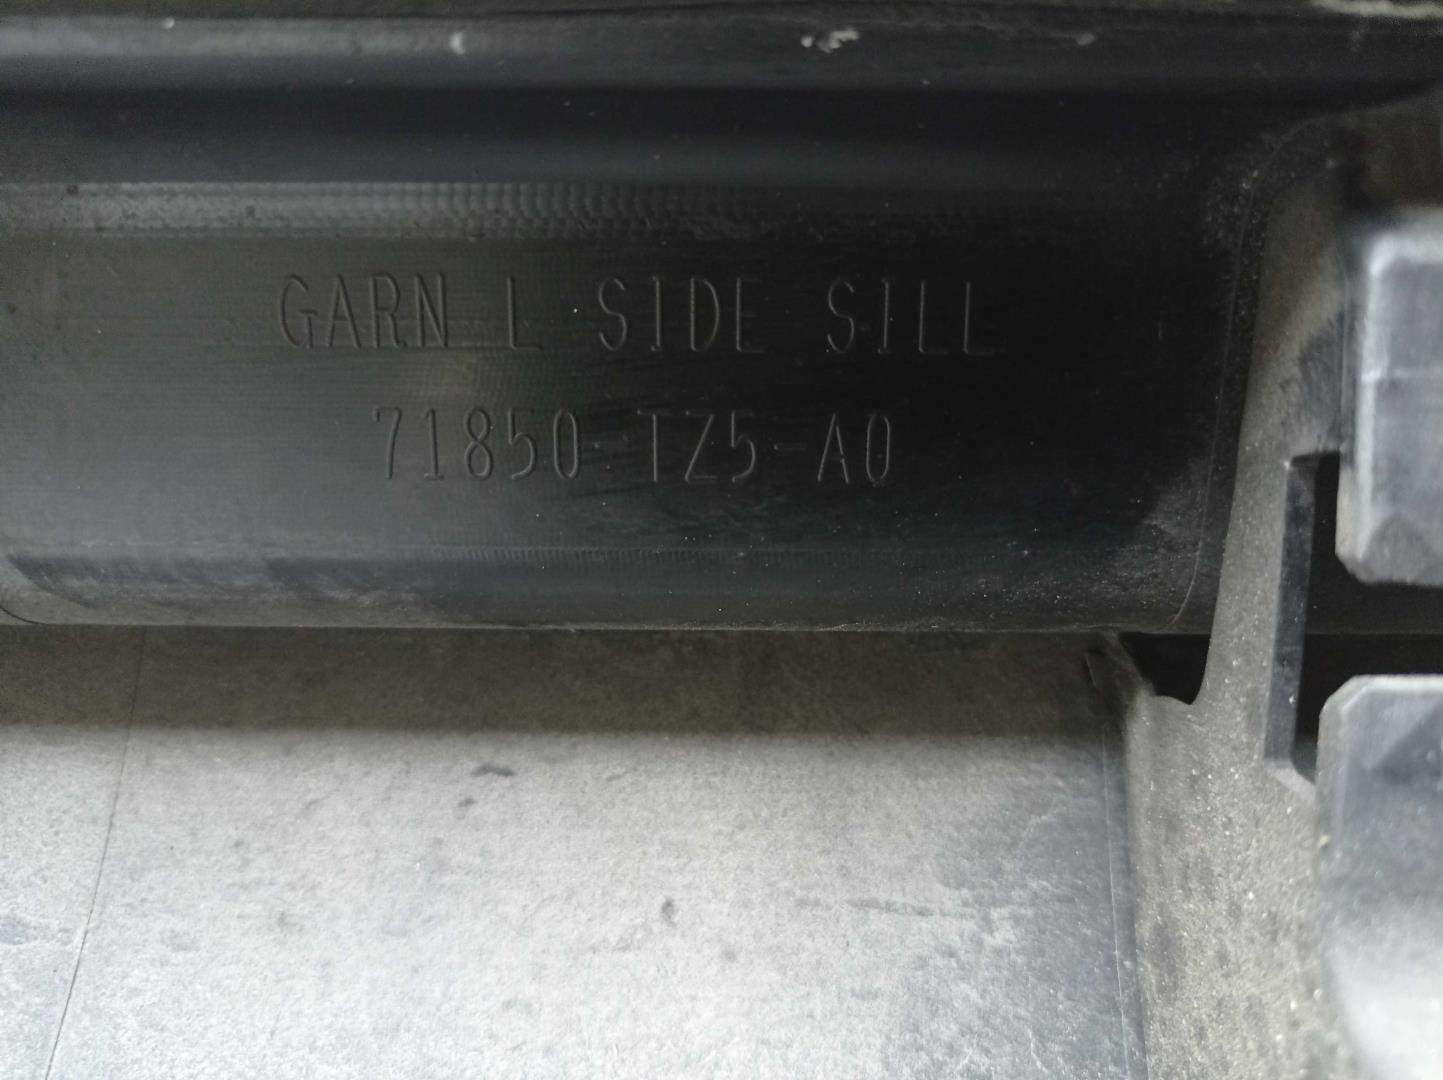 GARN L SIDE SILL
71850-TZ5-A0